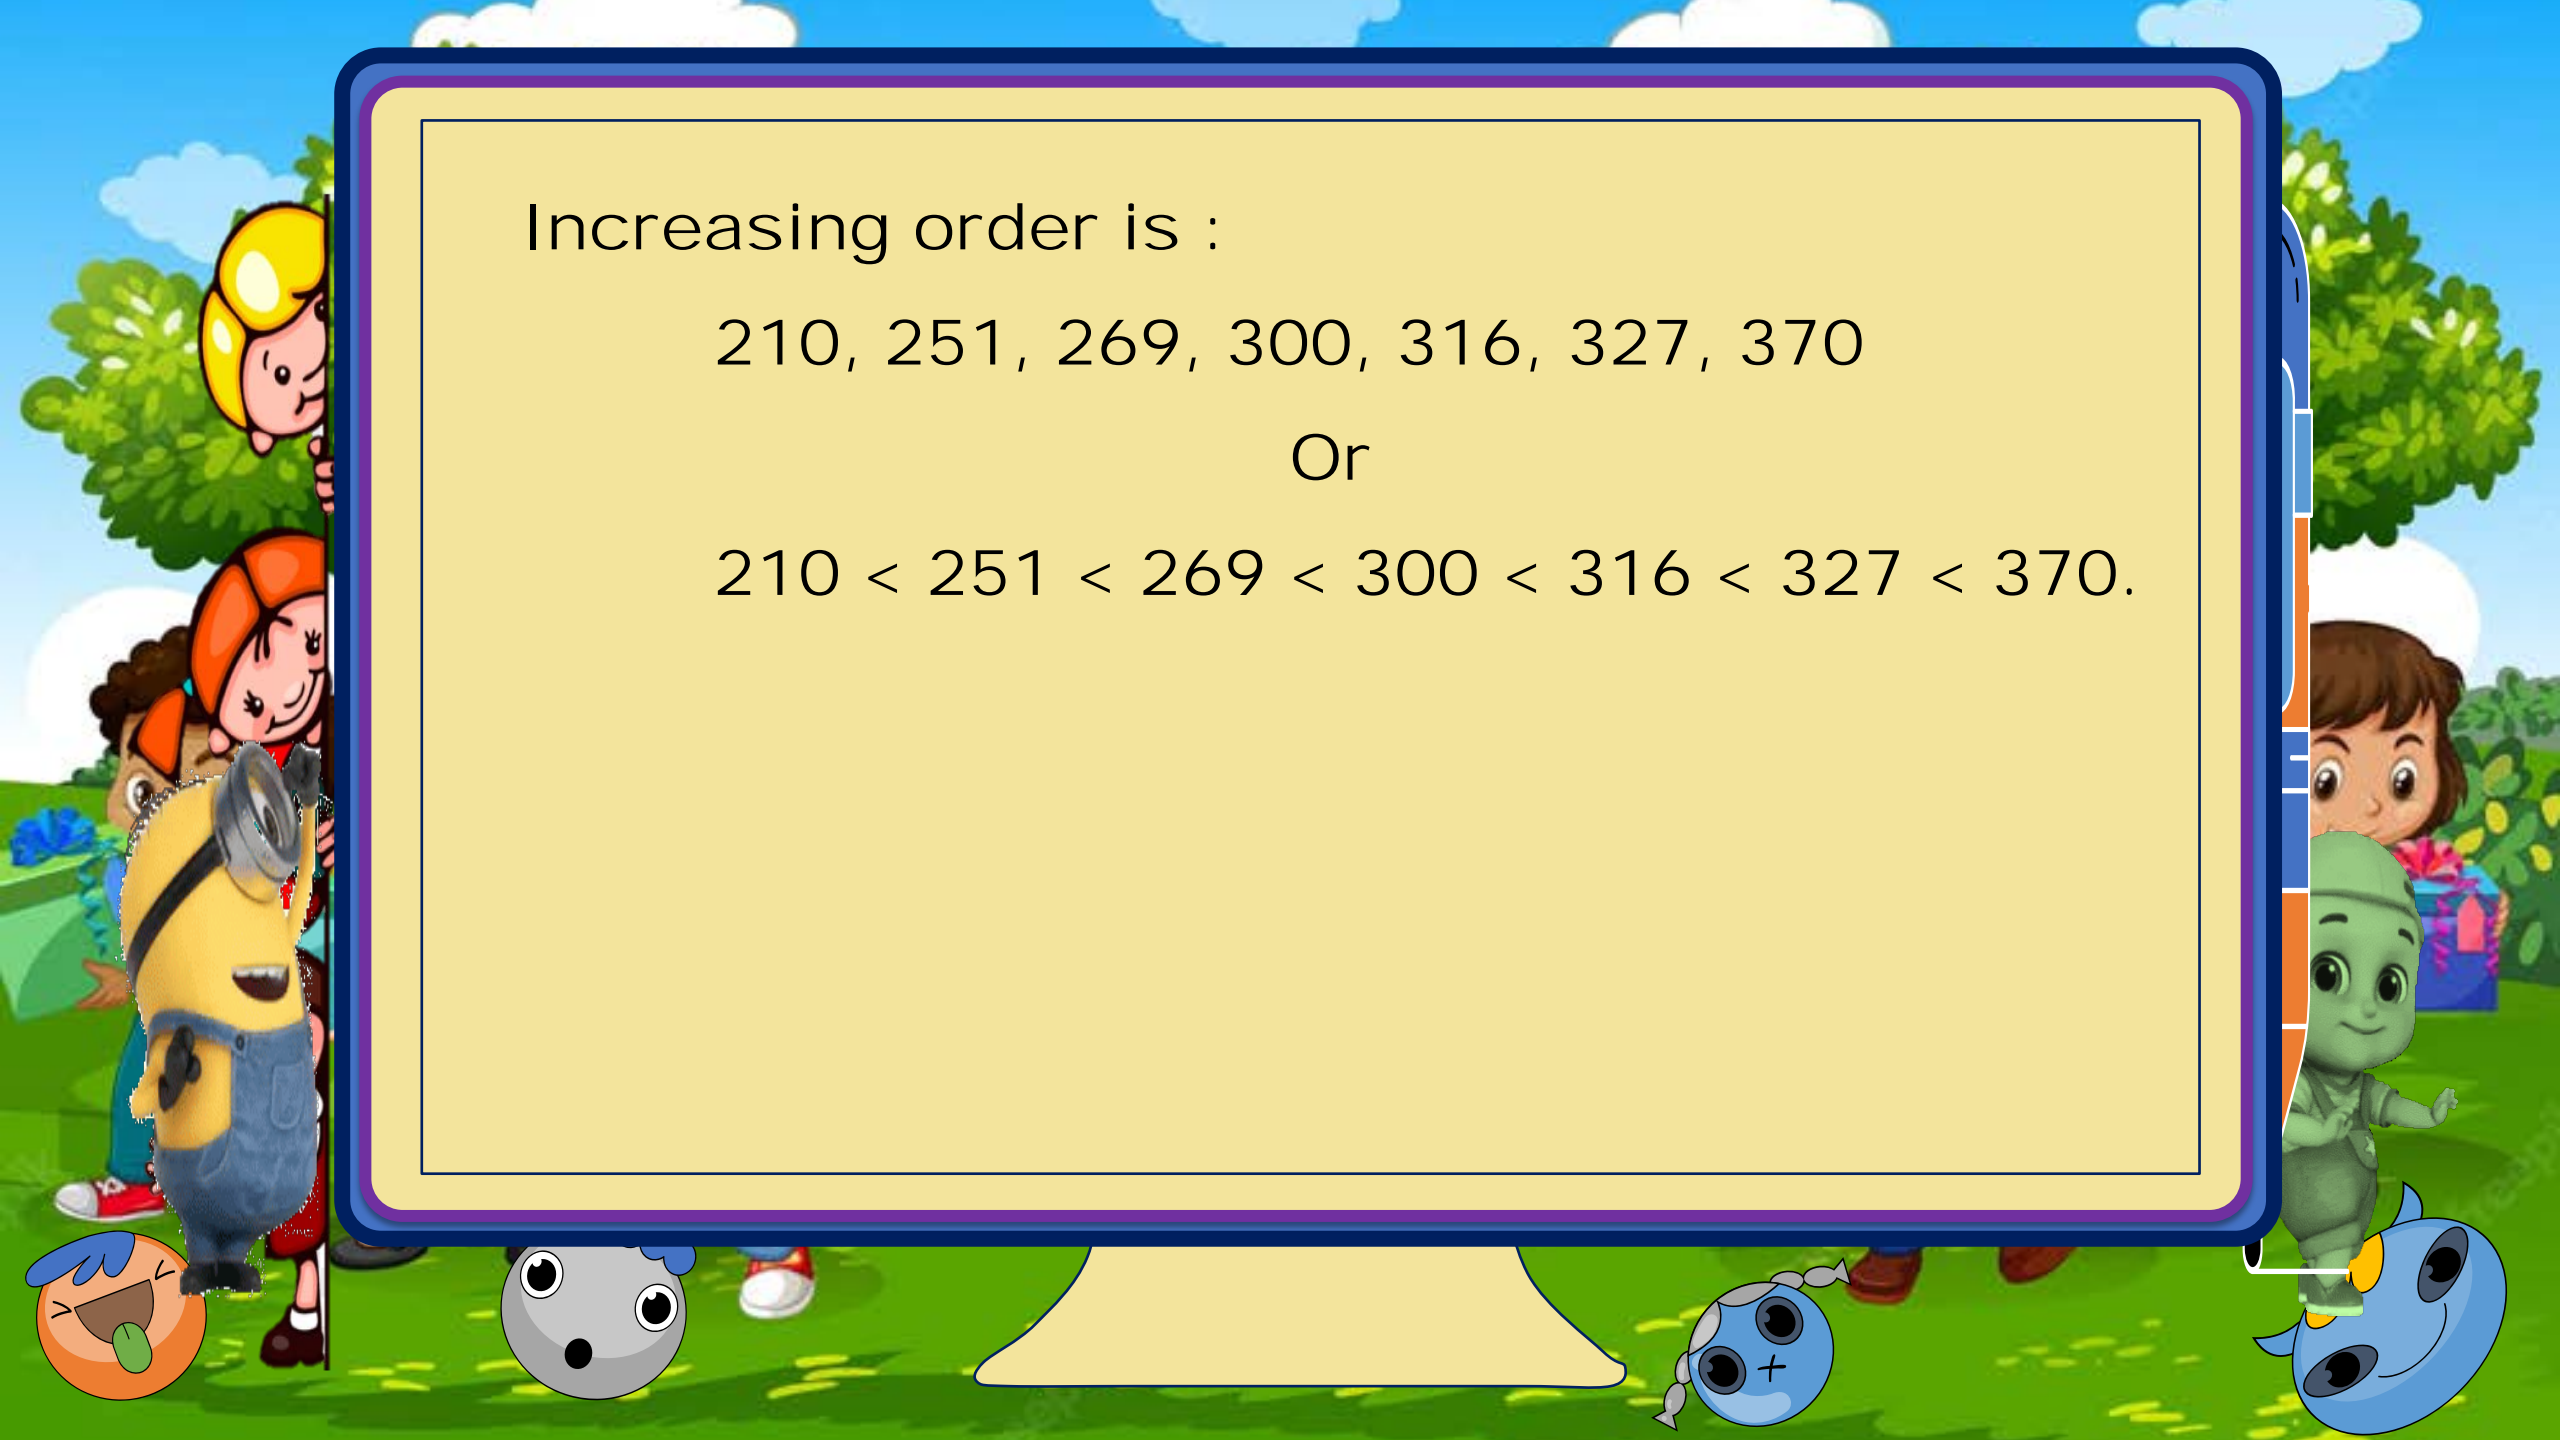 Increasing order is :
210, 251, 269, 300, 316, 327, 370
Or
210 < 251 < 269 < 300 < 316 < 327 < 370.